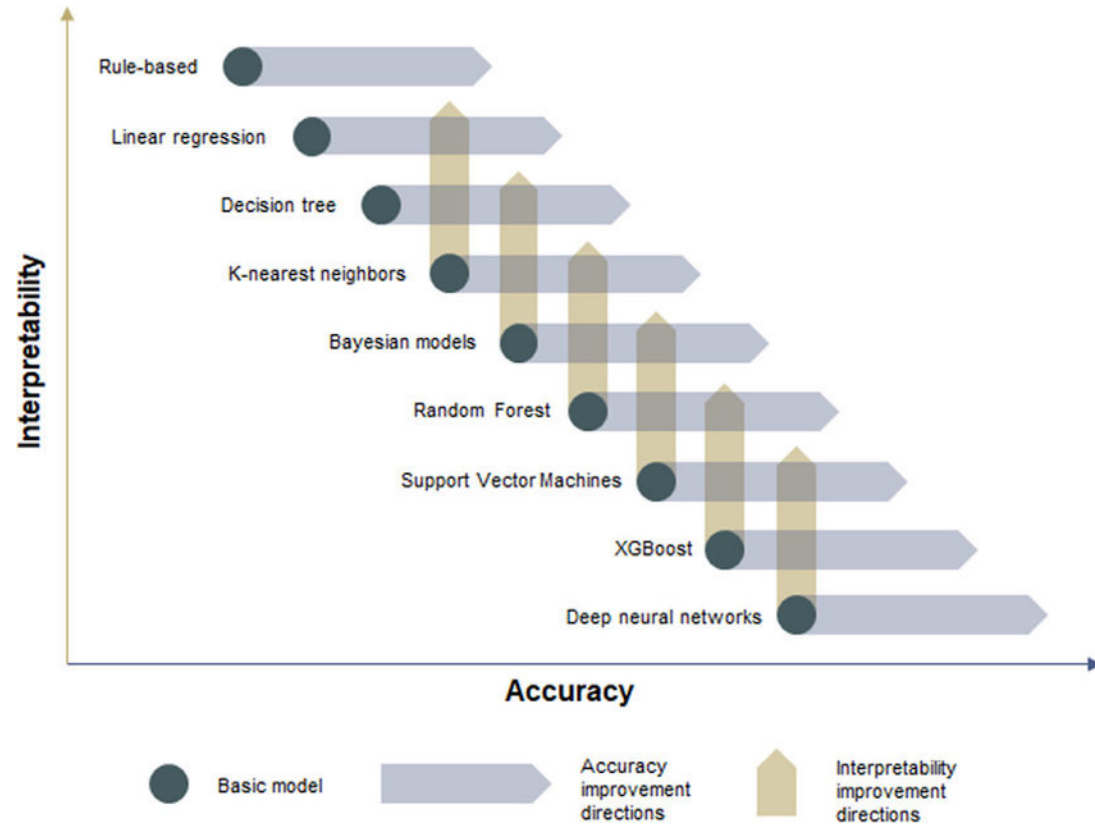 Rule-based
Linear regression
Decision tree
K-nearest neighbors
Bayesian models
Random Forest
Support Vector Machines
XGBoost
Deep neural networks
Interpretability
Accuracy
Basic model
Accuracy
improvement
directions
Interpretability
improvement
directions